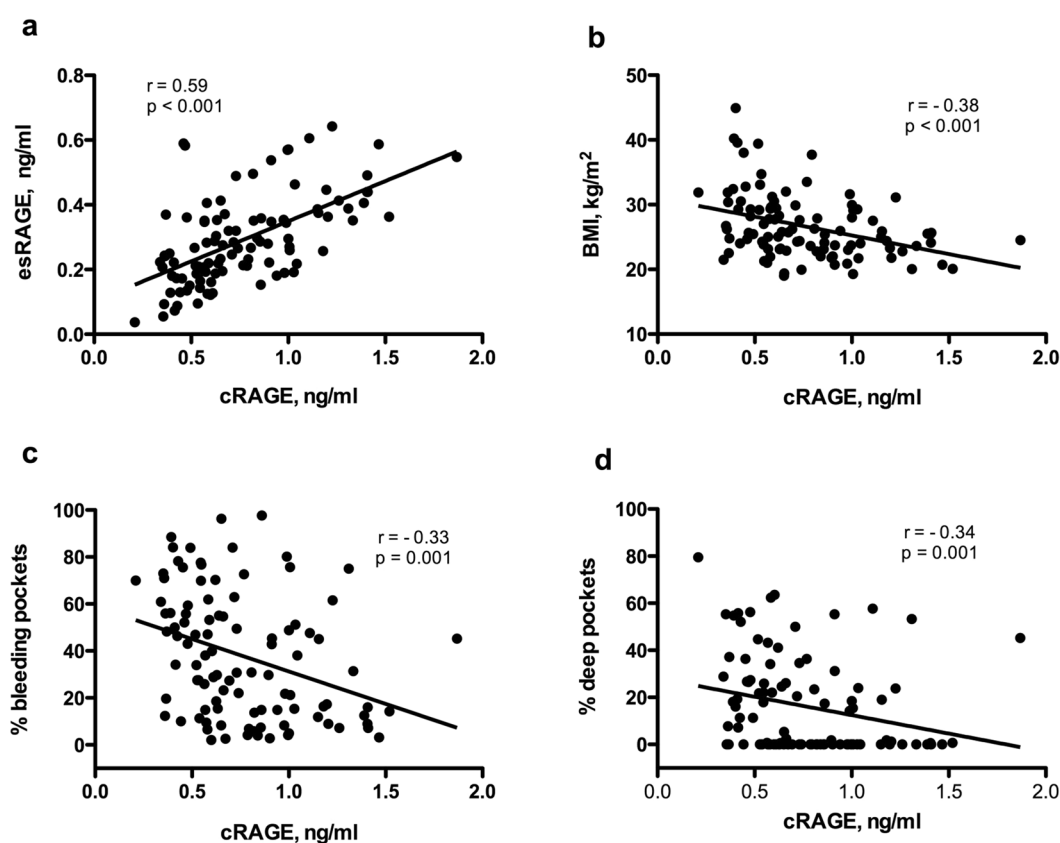 a
r = 0.59
p < 0.001
esRAGE, ng/ml
0.8
0.6
0.4
0.2
0.0
0.0 0.5 1.0 1.5 2.0
cRAGE, ng/ml
b
r = - 0.38
p < 0.001
BMI, kg/m²
50
40
30
20
10
0.0 0.5 1.0 1.5 2.0
cRAGE, ng/ml
c
r = - 0.33
p = 0.001
% bleeding pockets
100
80
60
40
20
0
0.0 0.5 1.0 1.5 2.0
cRAGE, ng/ml
d
r = - 0.34
p = 0.001
% deep pockets
100
80
60
40
20
0
0.0 0.5 1.0 1.5 2.0
cRAGE, ng/ml